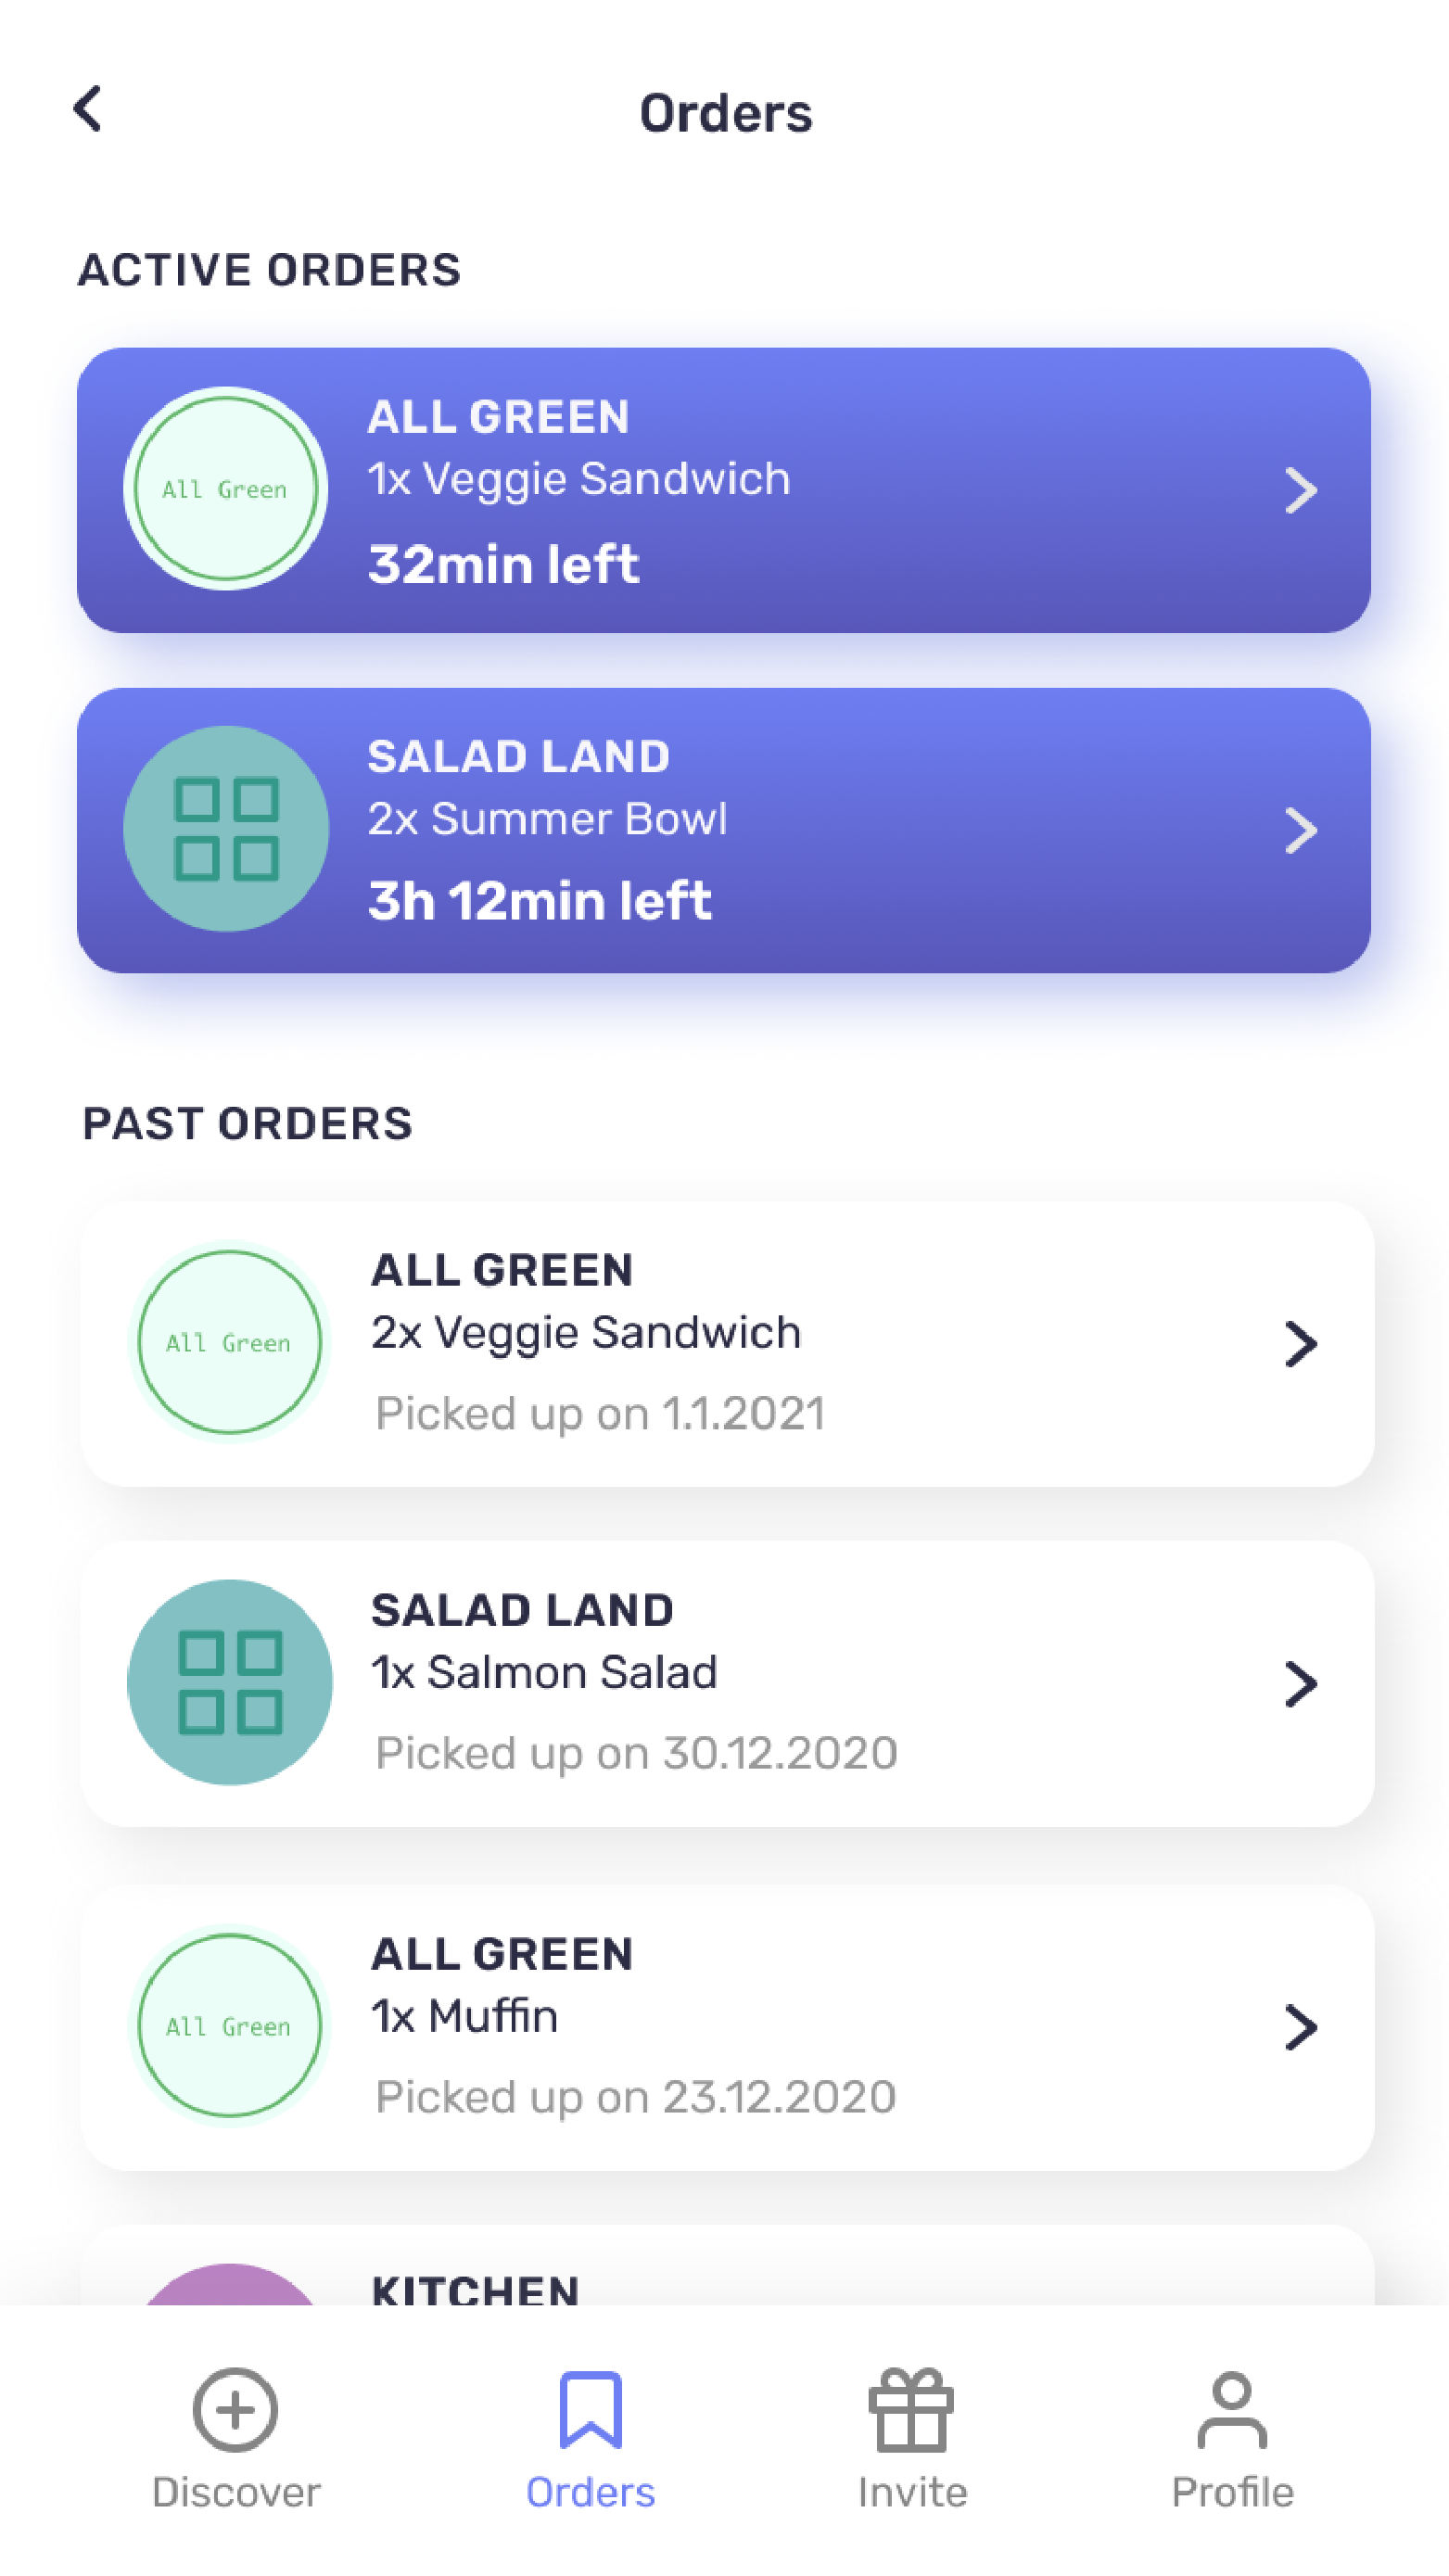 Orders
ACTIVE ORDERS
All Green
ALL GREEN
1x Veggie Sandwich
32min left
SALAD LAND
2x Summer Bowl
3h 12min left
PAST ORDERS
All Green
ALL GREEN
2x Veggie Sandwich
Picked up on 1.1.2021
SALAD LAND
1x Salmon Salad
Picked up on 30.12.2020
All Green
ALL GREEN
1x Muffin
Picked up on 23.12.2020
KITCHEN
Discover
Orders
Invite
Profile